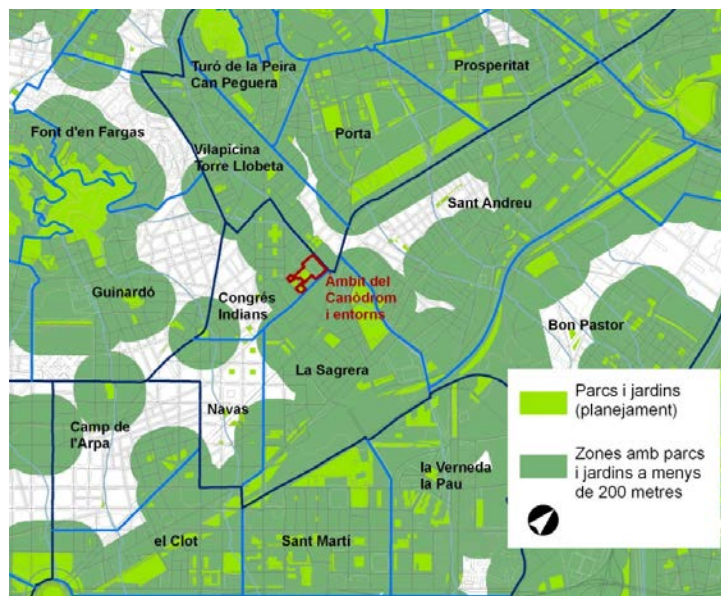 Turó de la Peira
Can Peguera
Prosperitat
Font d'en Fargas
Porta
Vilapicina
Torre Llobeta
Sant Andreu
Àmbit del
Canòdrom
i entorns
Guinardó
Congrés
Indians
Bon Pastor
La Sagrera
Navas
Camp de
l'Arpa
la Verneda
la Pau
el Clot
Sant Martí
Parcs i jardins
(planejament)
Zones amb parcs
i jardins a menys
de 200 metres